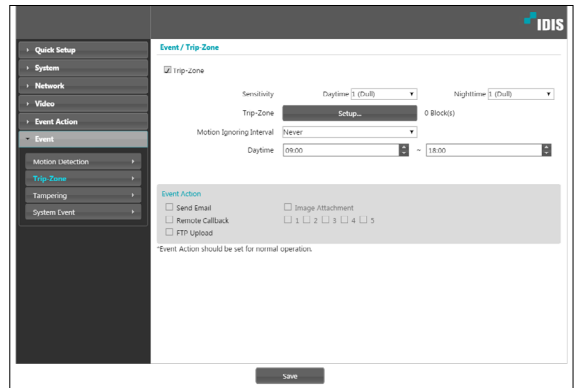 IDIS
Quick Setup
System
Network
Video
Event Action
Event
Motion Detection
Trip-Zone
Tampering
System Event
Event / Trip-Zone
Trip-Zone
Sensitivity Daytime 1 (Dull) Nighttime 1 (Dull)
Trip-Zone Setup... 0 Block(s)
Motion Ignoring Interval Never
Daytime 09:00 ~ 18:00
Event Action
Send Email Image Attachment
Remote Callback 1 2 3 4 5
FTP Upload
*Event Action should be set for normal operation.
Save